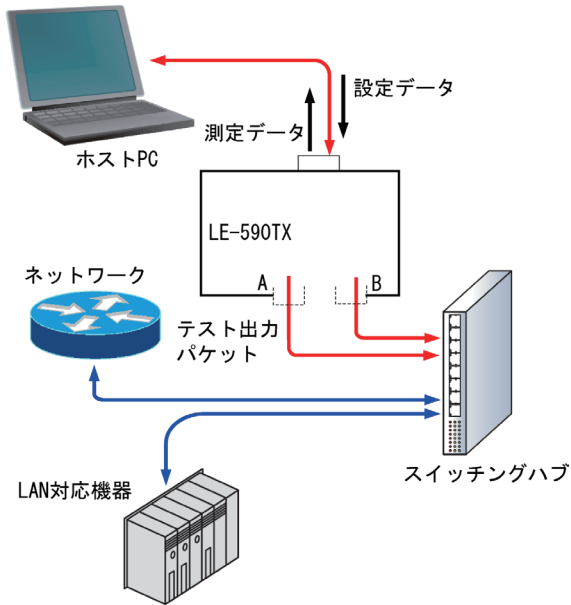 設定データ
測定データ
ホストPC
LE-590TX
A
B
ネットワーク
テスト出力
パケット
スイッチングハブ
LAN対応機器